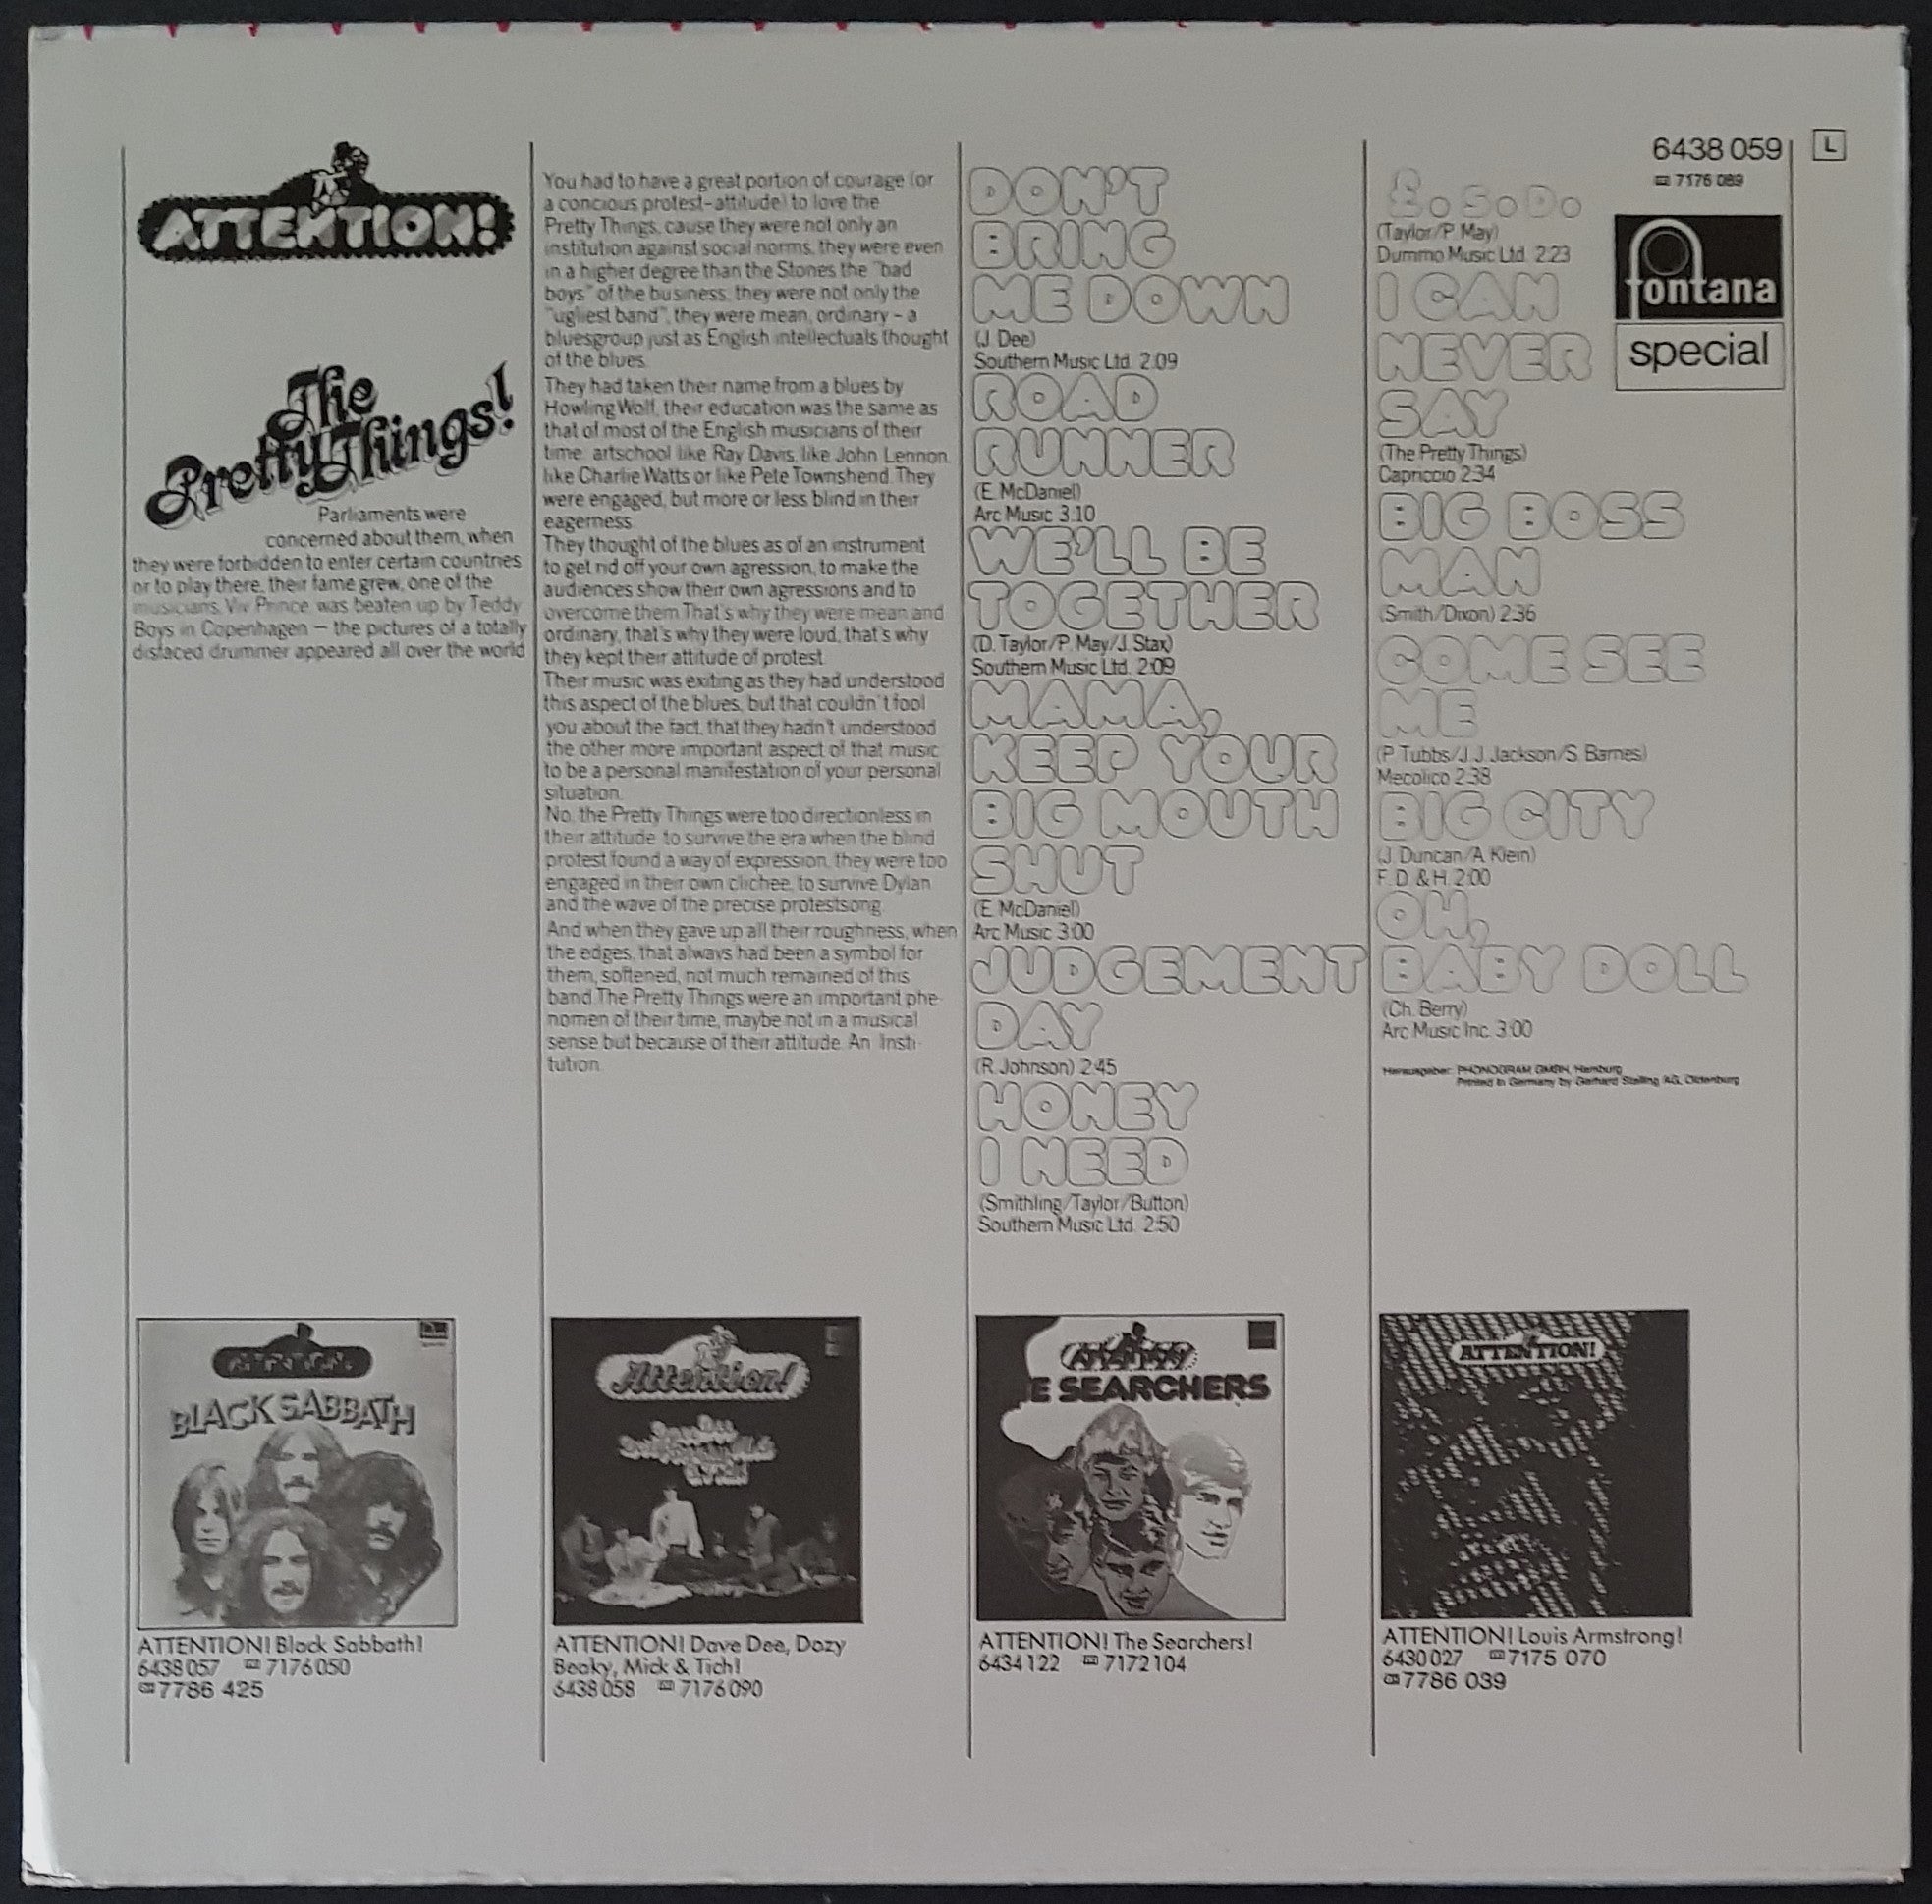 ATTENTION!
The
Pretty Things!
Parliaments were
concerned about them, when
they were forbidden to enter certain countries
or to play there, their fame grew, one of the
musicians, Viv Prince, was beaten up by Teddy
Boys in Copenhagen – the pictures of a totally
disfaced drummer appeared all over the world
You had to have a great portion of courage (or
a concious protest-attitude) to love the
Pretty Things, cause they were not only an
institution against social norms, they were even
in a higher degree than the Stones the "bad
boys" of the business, they were not only the
"ugliest band", they were mean, ordinary – a
bluesgroup just as English intellectuals thought
of the blues.
They had taken their name from a blues by
Howling Wolf, their education was the same as
that of most of the English musicians of their
time: artschool like Ray Davis, like John Lennon,
like Charlie Watts or like Pete Townshend. They
were engaged, but more or less blind in their
eagerness.
They thought of the blues as of an instrument
to get rid off your own agression, to make the
audiences show their own agressions and to
overcome them. That's why they were mean and
ordinary, that's why they were loud, that's why
they kept their attitude of protest.
Their music was exiting as they had understood
this aspect of the blues, but that couldn't fool
you about the fact, that they hadn't understood
the other more important aspect of that music:
to be a personal manifestation of your personal
situation.
No, the Pretty Things were too directionless in
their attitude to survive the era when the blind
protest found a way of expression, they were too
engaged in their own clichee, to survive Dylan
and the wave of the precise protestsong.
And when they gave up all their roughness, when
the edges, that always had been a symbol for
them, softened, not much remained of this
band. The Pretty Things were an important phe-
nomen of their time, maybe not in a musical
sense but because of their attitude. An Insti-
tution.
DON'T
BRING
ME DOWN
(J. Dee)
Southern Music Ltd. 2:09
ROAD
RUNNER
(E. McDaniel)
Arc Music 3:10
WE'LL BE
TOGETHER
(D. Taylor/P. May/J. Stax)
Southern Music Ltd. 2:09
MAMA,
KEEP YOUR
BIG MOUTH
SHUT
(E. McDaniel)
Arc Music 3:00
JUDGEMENT
DAY
(R. Johnson) 2:45
HONEY
I NEED
(Smithling/Taylor/Button)
Southern Music Ltd. 2:50
£. S. D.
(Taylor/P. May)
Dummo Music Ltd. 2:23
I CAN
NEVER
SAY
(The Pretty Things)
Capriccio 2:34
BIG BOSS
MAN
(Smith/Dixon) 2:36
COME SEE
ME
(P. Tubbs/J. J. Jackson/S. Barnes)
Mecolico 2:38
BIG CITY
(J. Duncan/A. Klein)
F. D. & H. 2:00
OH,
BABY DOLL
(Ch. Berry)
Arc Music Inc. 3:00
Herausgeber: PHONOGRAM GMBH, Hamburg
Printed in Germany by Gerhard Stalling AG, Oldenburg
6438 059
L
7176 089
fontana
special
ATTENTION!
BLACK SABBATH
ATTENTION! Black Sabbath!
6438 057 7176 050
7786 425
Attention!
ATTENTION! Dave Dee, Dozy
Beaky, Mick & Tich!
6438 058 7176 090
E SEARCHERS
ATTENTION! The Searchers!
6434 122 7172 104
ATTENTION!
ATTENTION! Louis Armstrong!
6430 027 7175 070
7786 039